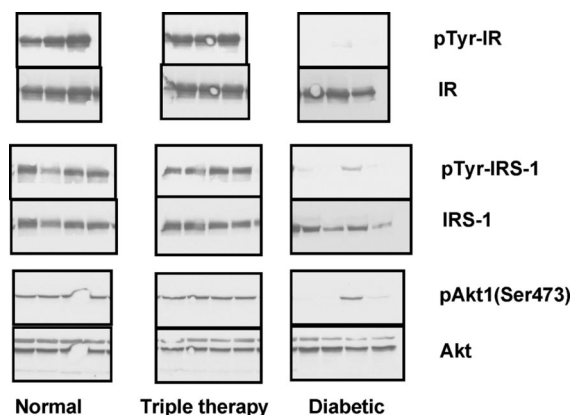 pTyr-IR
IR
pTyr-IRS-1
IRS-1
pAkt1(Ser473)
Akt
Normal Triple therapy Diabetic